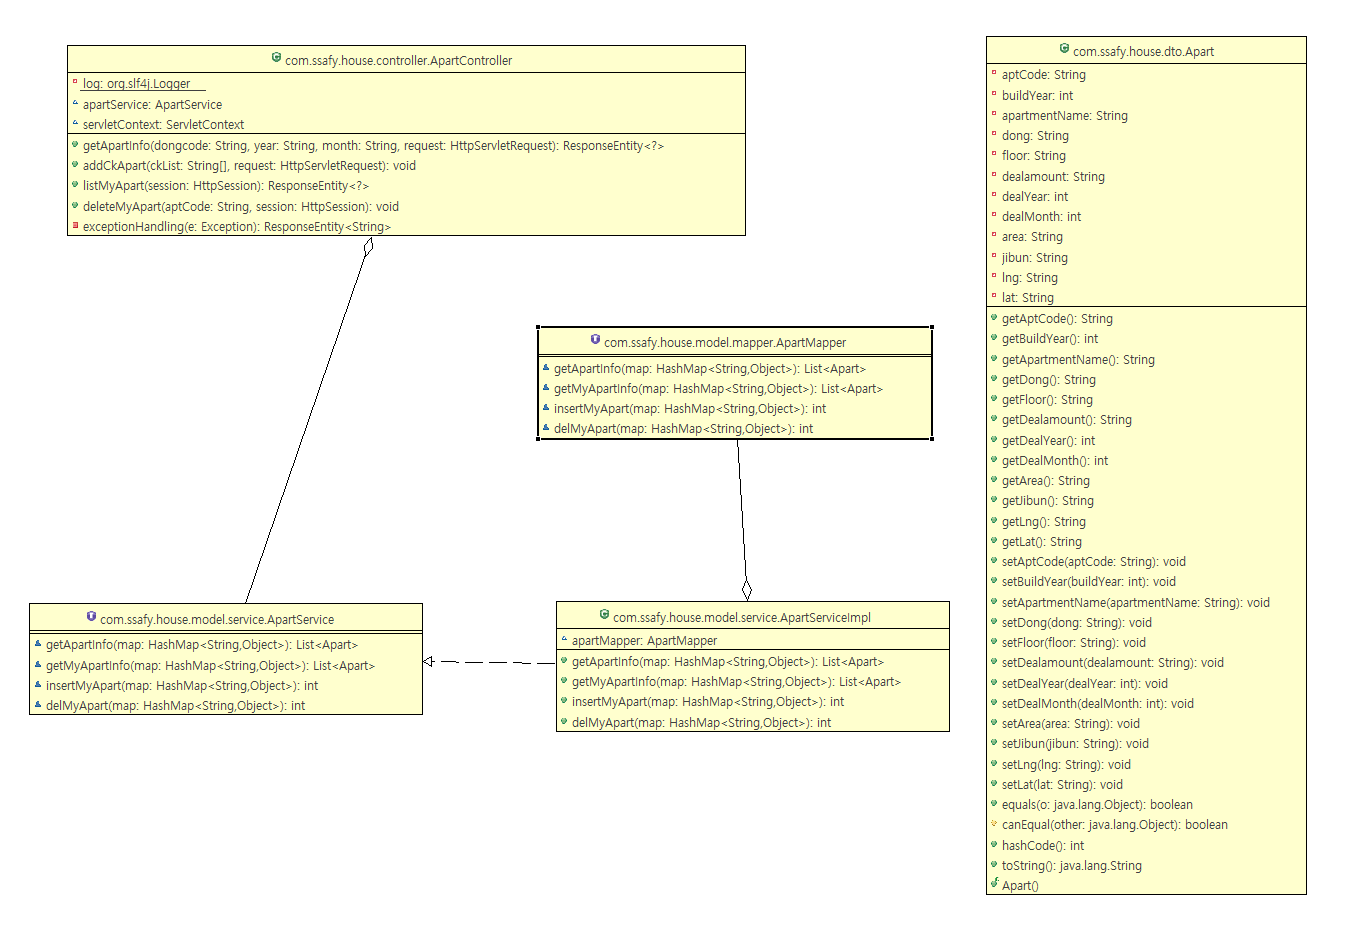 com.ssafy.house.controller.ApartController
log: org.slf4j.Logger
apartService: ApartService
servletContext: ServletContext
getApartInfo(dongcode: String, year: String, month: String, request: HttpServletRequest): ResponseEntity<?>
addCkApart(ckList: String[], request: HttpServletRequest): void
listMyApart(session: HttpSession): ResponseEntity<?>
deleteMyApart(aptCode: String, session: HttpSession): void
exceptionHandling(e: Exception): ResponseEntity<String>
com.ssafy.house.model.mapper.ApartMapper
getApartInfo(map: HashMap<String,Object>): List<Apart>
getMyApartInfo(map: HashMap<String,Object>): List<Apart>
insertMyApart(map: HashMap<String,Object>): int
delMyApart(map: HashMap<String,Object>): int
com.ssafy.house.model.service.ApartService
getApartInfo(map: HashMap<String,Object>): List<Apart>
getMyApartInfo(map: HashMap<String,Object>): List<Apart>
insertMyApart(map: HashMap<String,Object>): int
delMyApart(map: HashMap<String,Object>): int
com.ssafy.house.model.service.ApartServiceImpl
apartMapper: ApartMapper
getApartInfo(map: HashMap<String,Object>): List<Apart>
getMyApartInfo(map: HashMap<String,Object>): List<Apart>
insertMyApart(map: HashMap<String,Object>): int
delMyApart(map: HashMap<String,Object>): int
com.ssafy.house.dto.Apart
aptCode: String
buildYear: int
apartmentName: String
dong: String
floor: String
dealamount: String
dealYear: int
dealMonth: int
area: String
jibun: String
lng: String
lat: String
getAptCode(): String
getBuildYear(): int
getApartmentName(): String
getDong(): String
getFloor(): String
getDealamount(): String
getDealYear(): int
getDealMonth(): int
getArea(): String
getJibun(): String
getLng(): String
getLat(): String
setAptCode(aptCode: String): void
setBuildYear(buildYear: int): void
setApartmentName(apartmentName: String): void
setDong(dong: String): void
setFloor(floor: String): void
setDealamount(dealamount: String): void
setDealYear(dealYear: int): void
setDealMonth(dealMonth: int): void
setArea(area: String): void
setJibun(jibun: String): void
setLng(lng: String): void
setLat(lat: String): void
equals(o: java.lang.Object): boolean
canEqual(other: java.lang.Object): boolean
hashCode(): int
toString(): java.lang.String
Apart()